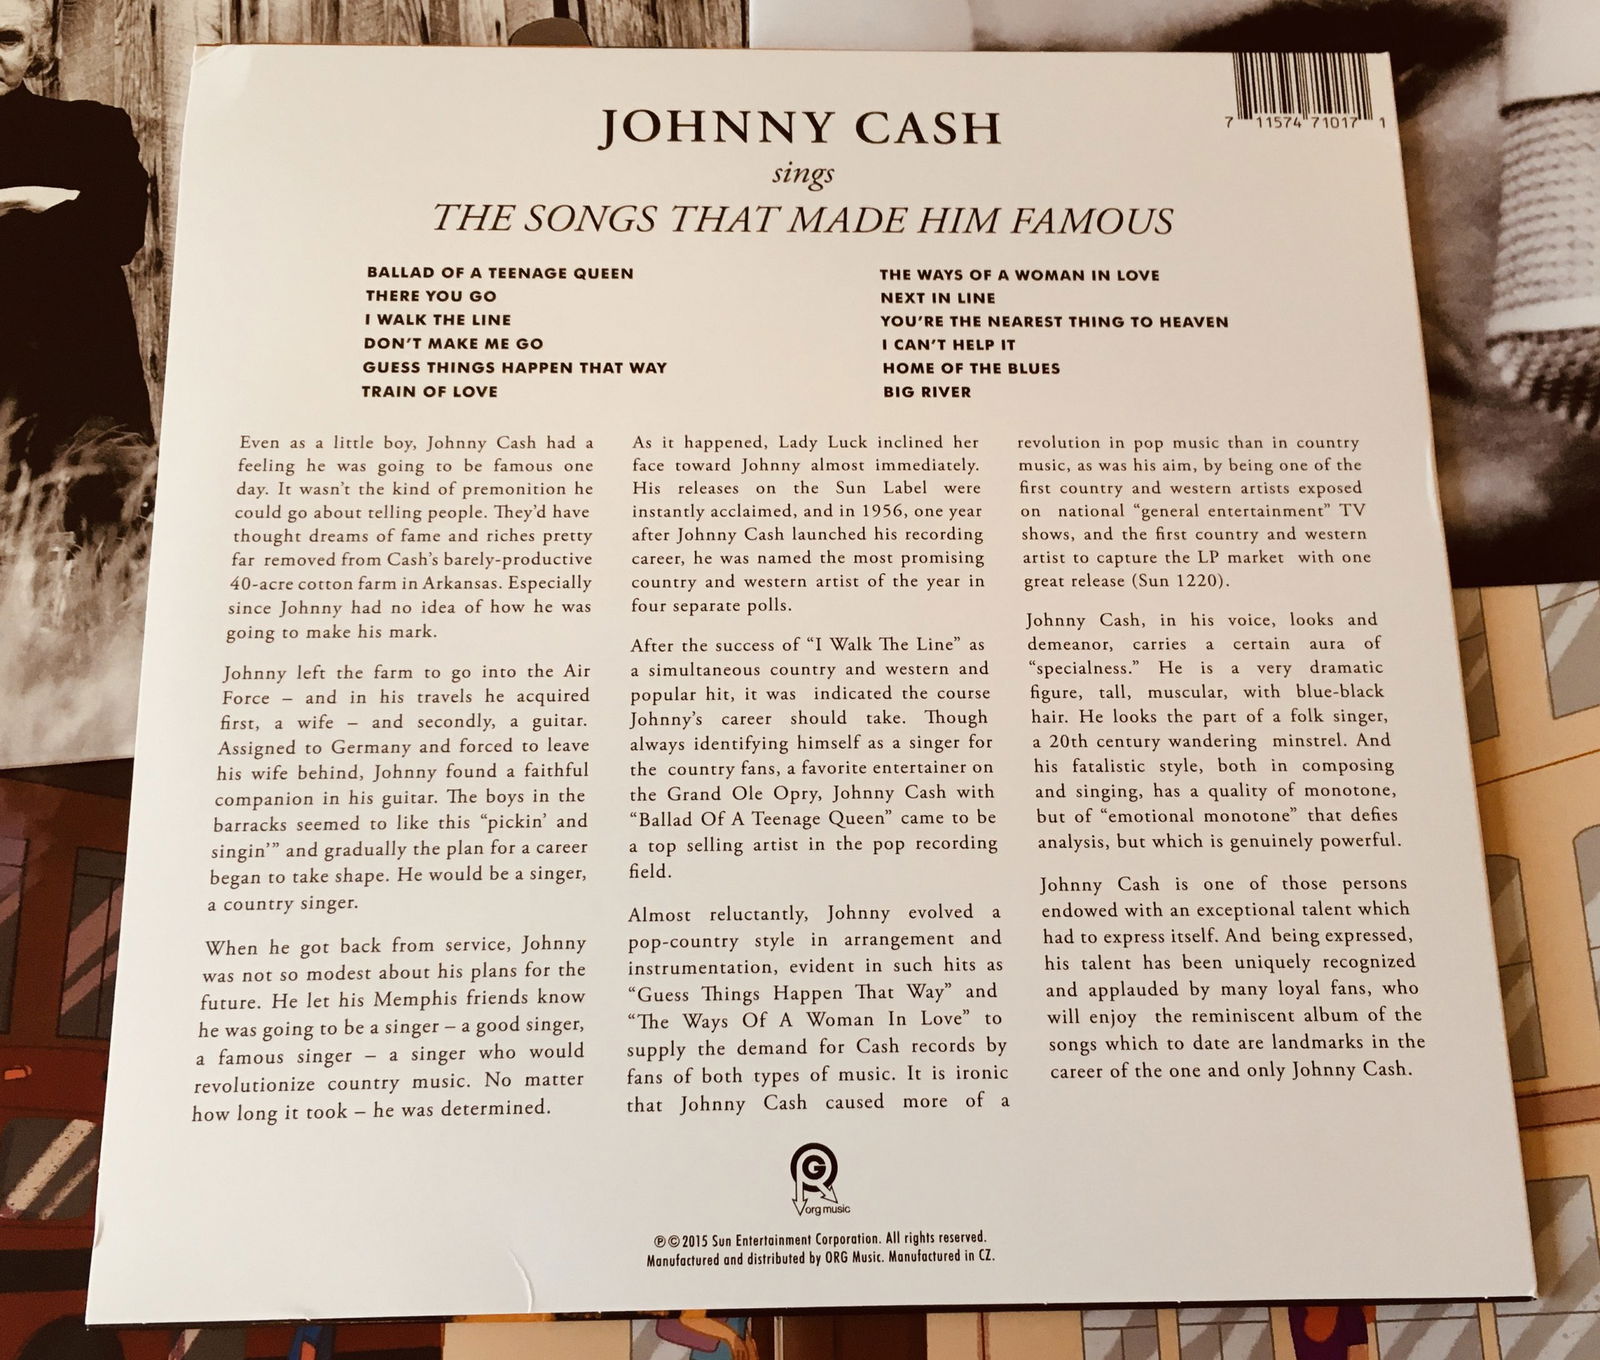 7 11574 71017 1
JOHNNY CASH
sings
THE SONGS THAT MADE HIM FAMOUS
BALLAD OF A TEENAGE QUEEN
THERE YOU GO
I WALK THE LINE
DON'T MAKE ME GO
GUESS THINGS HAPPEN THAT WAY
TRAIN OF LOVE
THE WAYS OF A WOMAN IN LOVE
NEXT IN LINE
YOU'RE THE NEAREST THING TO HEAVEN
I CAN'T HELP IT
HOME OF THE BLUES
BIG RIVER
Even as a little boy, Johnny Cash had a
feeling he was going to be famous one
day. It wasn't the kind of premonition he
could go about telling people. They'd have
thought dreams of fame and riches pretty
far removed from Cash's barely-productive
40-acre cotton farm in Arkansas. Especially
since Johnny had no idea of how he was
going to make his mark.
Johnny left the farm to go into the Air
Force – and in his travels he acquired
first, a wife – and secondly, a guitar.
Assigned to Germany and forced to leave
his wife behind, Johnny found a faithful
companion in his guitar. The boys in the
barracks seemed to like this “pickin’ and
singin’” and gradually the plan for a career
began to take shape. He would be a singer,
a country singer.
When he got back from service, Johnny
was not so modest about his plans for the
future. He let his Memphis friends know
he was going to be a singer – a good singer,
a famous singer – a singer who would
revolutionize country music. No matter
how long it took – he was determined.
As it happened, Lady Luck inclined her
face toward Johnny almost immediately.
His releases on the Sun Label were
instantly acclaimed, and in 1956, one year
after Johnny Cash launched his recording
career, he was named the most promising
country and western artist of the year in
four separate polls.
After the success of “I Walk The Line” as
a simultaneous country and western and
popular hit, it was indicated the course
Johnny's career should take. Though
always identifying himself as a singer for
the country fans, a favorite entertainer on
the Grand Ole Opry, Johnny Cash with
“Ballad Of A Teenage Queen” came to be
a top selling artist in the pop recording
field.
Almost reluctantly, Johnny evolved a
pop-country style in arrangement and
instrumentation, evident in such hits as
“Guess Things Happen That Way” and
“The Ways Of A Woman In Love” to
supply the demand for Cash records by
fans of both types of music. It is ironic
that Johnny Cash caused more of a
revolution in pop music than in country
music, as was his aim, by being one of the
first country and western artists exposed
on national “general entertainment” TV
shows, and the first country and western
artist to capture the LP market with one
great release (Sun 1220).
Johnny Cash, in his voice, looks and
demeanor, carries a certain aura of
“specialness.” He is a very dramatic
figure, tall, muscular, with blue-black
hair. He looks the part of a folk singer,
a 20th century wandering minstrel. And
his fatalistic style, both in composing
and singing, has a quality of monotone,
but of “emotional monotone” that defies
analysis, but which is genuinely powerful.
Johnny Cash is one of those persons
endowed with an exceptional talent which
had to express itself. And being expressed,
his talent has been uniquely recognized
and applauded by many loyal fans, who
will enjoy the reminiscent album of the
songs which to date are landmarks in the
career of the one and only Johnny Cash.
org music
℗©2015 Sun Entertainment Corporation. All rights reserved.
Manufactured and distributed by ORG Music. Manufactured in CZ.